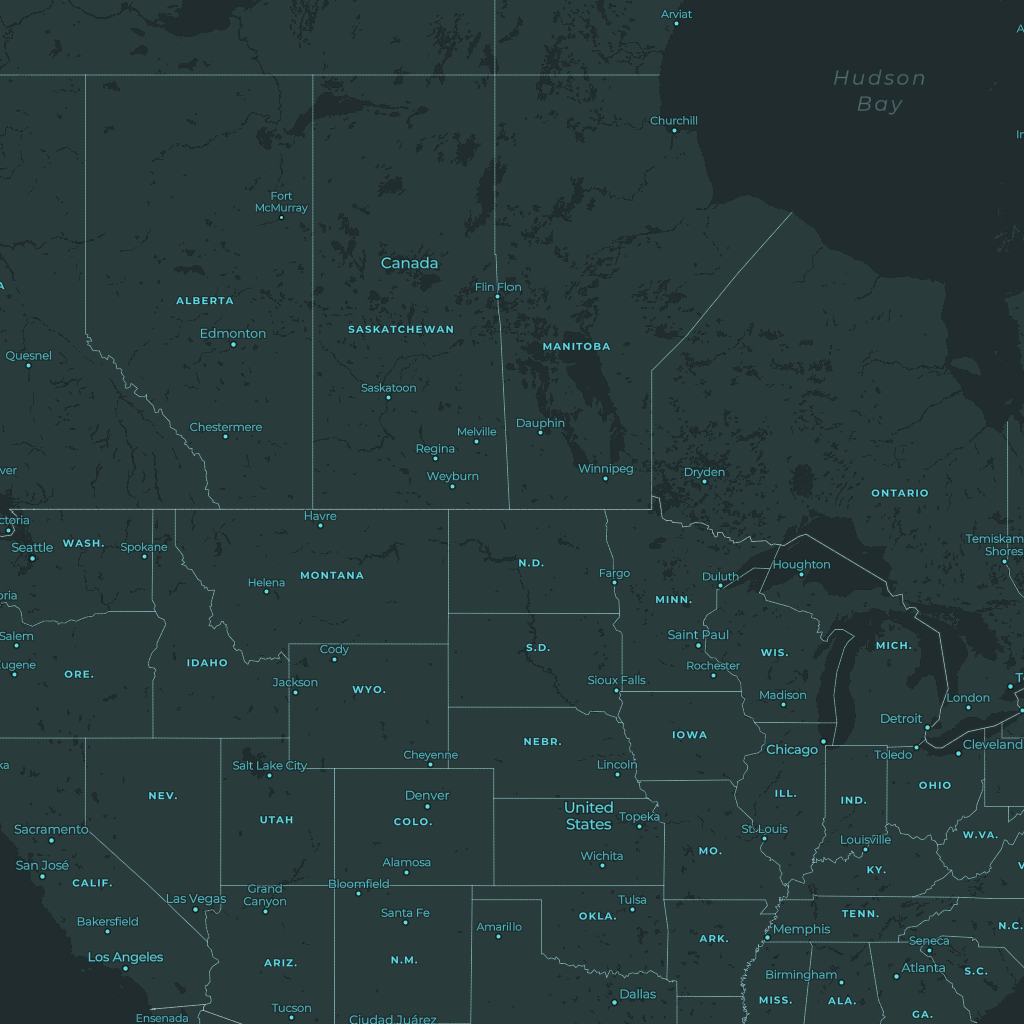 Arviat
Hudson
Bay
Churchill
Fort
McMurray
Canada
Flin Flon
ALBERTA
SASKATCHEWAN
Edmonton
MANITOBA
Quesnel
Saskatoon
Chestermere
Melville
Dauphin
Regina
Weyburn
Winnipeg
Dryden
ONTARIO
Havre
Seattle
WASH.
Spokane
Helena
MONTANA
N.D.
Fargo
Duluth
Houghton
Temiskam
Shores
MINN.
Salem
Saint Paul
WIS.
MICH.
IDAHO
ORE.
Cody
S.D.
Rochester
Jackson
WYO.
Sioux Falls
Madison
London
Detroit
IOWA
NEBR.
Chicago
Toledo
Cleveland
Cheyenne
Salt Lake City
Lincoln
NEV.
Denver
COLO.
UTAH
United
States
Topeka
ILL.
IND.
OHIO
Sacramento
St. Louis
Louisville
W.VA.
San José
CALIF.
Alamosa
Wichita
MO.
KY.
Las Vegas
Grand
Canyon
Bloomfield
Santa Fe
Tulsa
OKLA.
TENN.
Bakersfield
Amarillo
Memphis
N.C.
Los Angeles
ARIZ.
N.M.
ARK.
Seneca
Birmingham
Atlanta
S.C.
Dallas
MISS.
ALA.
GA.
Ensenada
Tucson
Ciudad Juárez